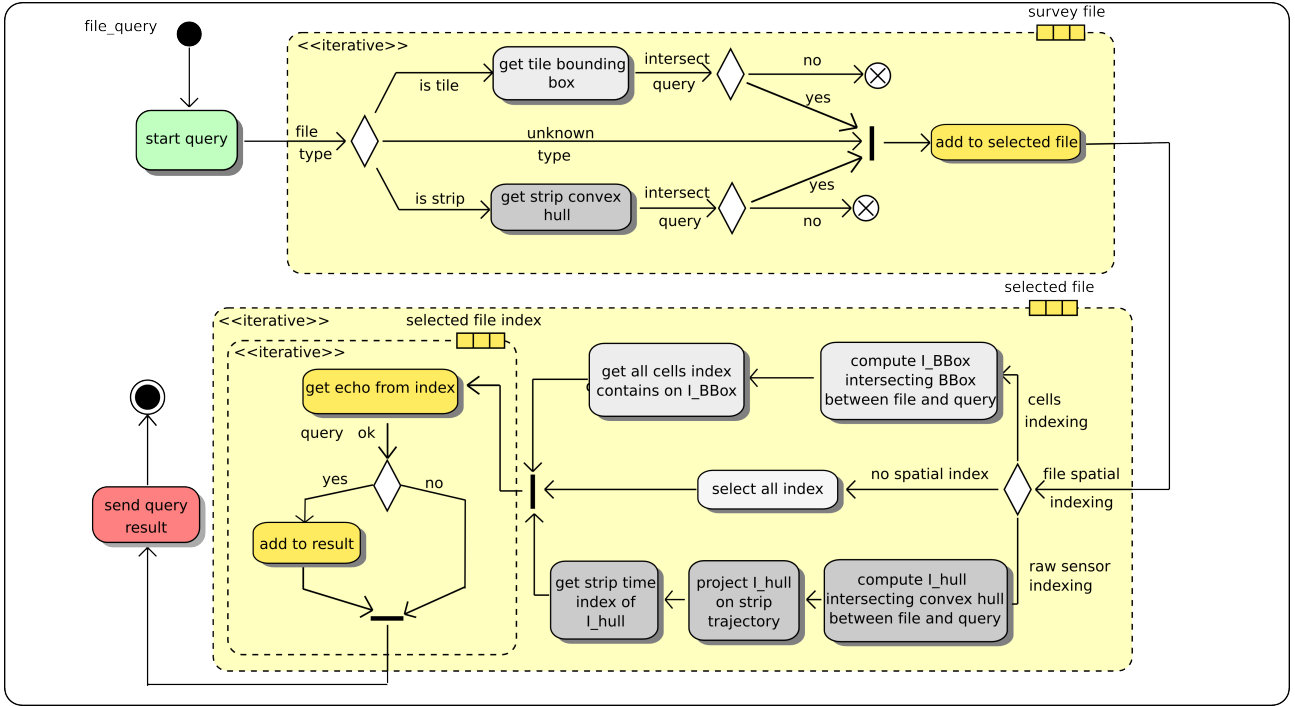 file_query
survey file
<<iterative>>
start query
file
type
is tile
get tile bounding
box
intersect
query
no
yes
unknown
type
add to selected file
is strip
get strip convex
hull
intersect
query
yes
no
selected file
<<iterative>>
selected file index
<<iterative>>
get echo from index
query ok
yes
no
add to result
send query
result
get all cells index
contains on I_BBox
compute I_BBox
intersecting BBox
between file and query
cells
indexing
select all index
no spatial index
file spatial
indexing
get strip time
index of
I_hull
project I_hull
on strip
trajectory
compute I_hull
intersecting convex hull
between file and query
raw sensor
indexing